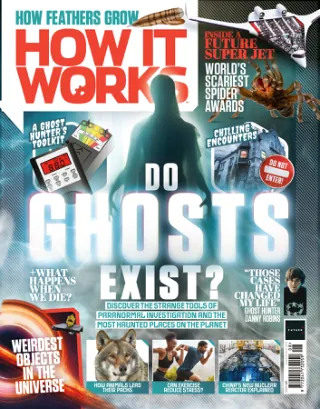 HOW FEATHERS GROW
HOW IT
WORKS
INSIDE A
FUTURE
SUPER JET
WORLD'S
SCARIEST
SPIDER
AWARDS
A GHOST
HUNTER'S
TOOLKIT
CHILLING
ENCOUNTERS
DO NOT
ENTER!
DO
GHOSTS
EXIST?
DISCOVER THE STRANGE TOOLS OF
PARANORMAL INVESTIGATION AND THE
MOST HAUNTED PLACES ON THE PLANET
+WHAT
HAPPENS
WHEN
WE DIE?
"THOSE
CASES
HAVE
CHANGED
MY LIFE"
GHOST HUNTER
DANNY ROBINS
FUTURE
WEIRDEST
OBJECTS
IN THE
UNIVERSE
HOW ANIMALS LEAD
THEIR PACKS
CAN EXERCISE
REDUCE STRESS?
CHINA'S NEW NUCLEAR
REACTOR EXPLAINED